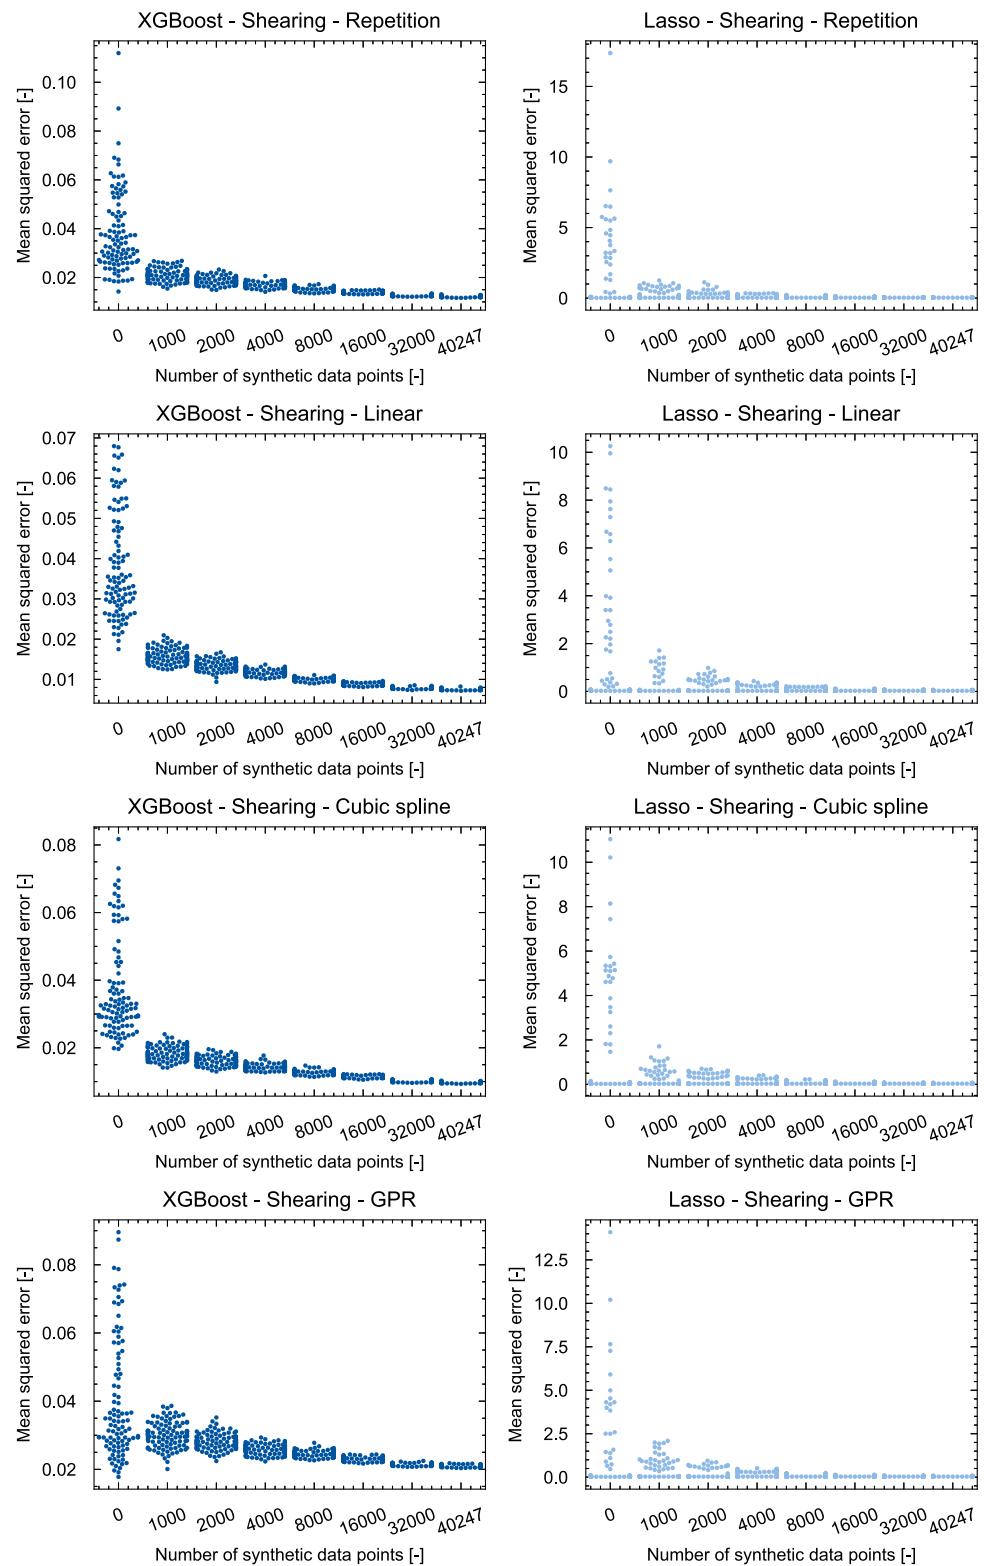 XGBoost - Shearing - Repetition
Mean squared error [-]
0.10
0.08
0.06
0.04
0.02
0 1000 2000 4000 8000 16000 32000 40247
Number of synthetic data points [-]
Lasso - Shearing - Repetition
Mean squared error [-]
15
10
5
0
0 1000 2000 4000 8000 16000 32000 40247
Number of synthetic data points [-]
XGBoost - Shearing - Linear
Mean squared error [-]
0.07
0.06
0.05
0.04
0.03
0.02
0.01
0 1000 2000 4000 8000 16000 32000 40247
Number of synthetic data points [-]
Lasso - Shearing - Linear
Mean squared error [-]
10
8
6
4
2
0
0 1000 2000 4000 8000 16000 32000 40247
Number of synthetic data points [-]
XGBoost - Shearing - Cubic spline
Mean squared error [-]
0.08
0.06
0.04
0.02
0 1000 2000 4000 8000 16000 32000 40247
Number of synthetic data points [-]
Lasso - Shearing - Cubic spline
Mean squared error [-]
10
8
6
4
2
0
0 1000 2000 4000 8000 16000 32000 40247
Number of synthetic data points [-]
XGBoost - Shearing - GPR
Mean squared error [-]
0.08
0.06
0.04
0.02
0 1000 2000 4000 8000 16000 32000 40247
Number of synthetic data points [-]
Lasso - Shearing - GPR
Mean squared error [-]
12.5
10.0
7.5
5.0
2.5
0.0
0 1000 2000 4000 8000 16000 32000 40247
Number of synthetic data points [-]